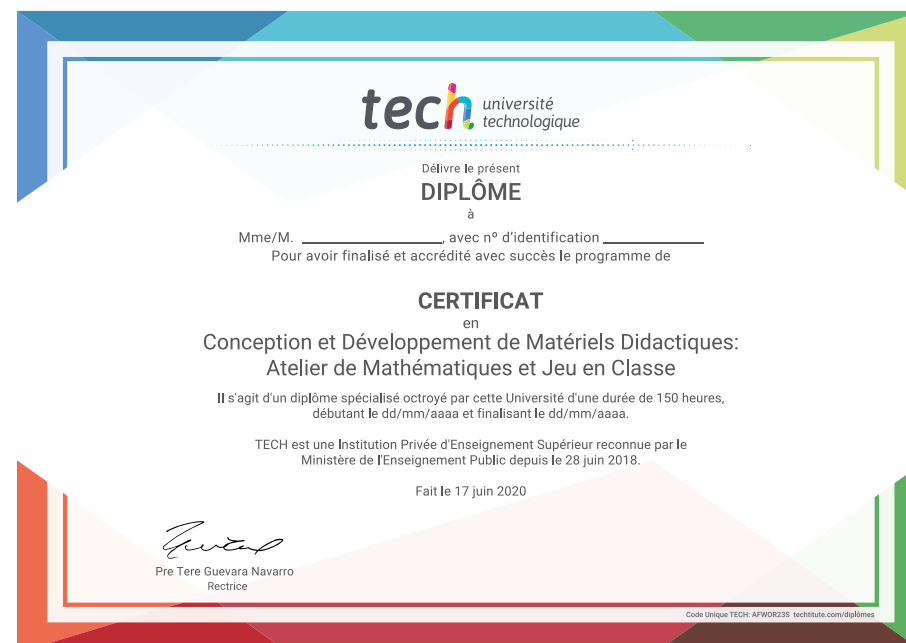 tech université
technologique
Délivre le présent
DIPLÔME
à
Mme/M. ____________________, avec nº d'identification ______________
Pour avoir finalisé et accrédité avec succès le programme de
CERTIFICAT
en
Conception et Développement de Matériels Didactiques:
Atelier de Mathématiques et Jeu en Classe
Il s'agit d'un diplôme spécialisé octroyé par cette Université d'une durée de 150 heures,
débutant le dd/mm/aaaa et finalisant le dd/mm/aaaa.
TECH est une Institution Privée d'Enseignement Supérieur reconnue par le
Ministère de l'Enseignement Public depuis le 28 juin 2018.
Fait le 17 juin 2020
Pre Tere Guevara Navarro
Rectrice
Code Unique TECH: AFWOR23S techtitute.com/diplômes